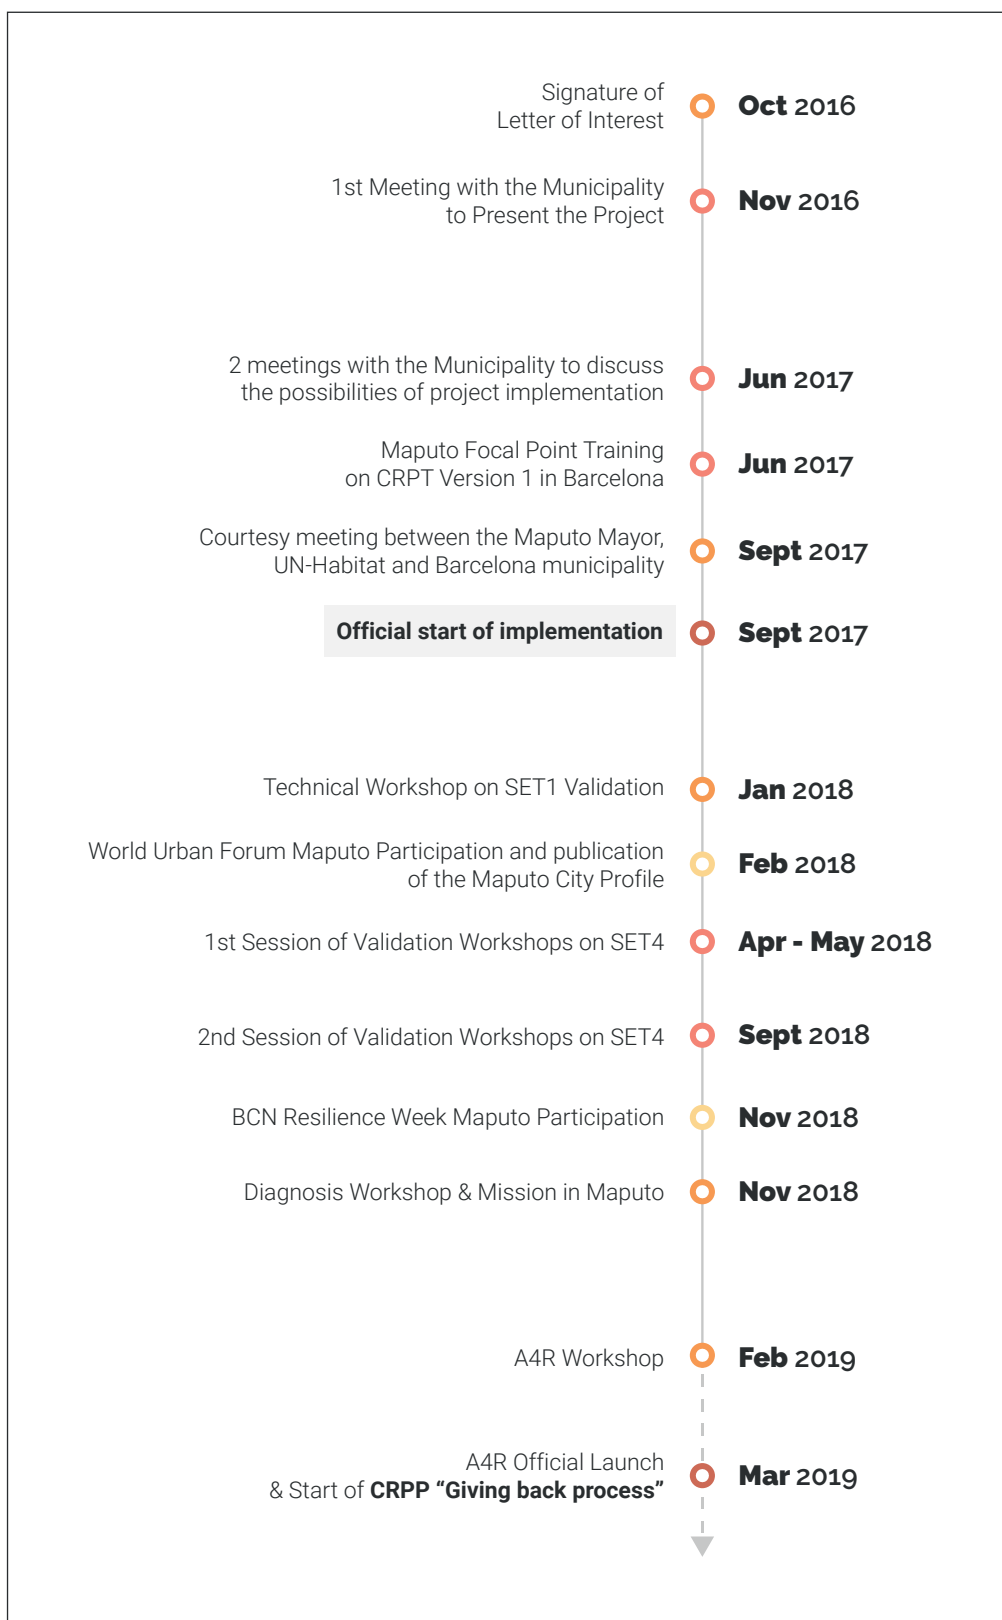 Signature of
Letter of Interest
Oct 2016
1st Meeting with the Municipality
to Present the Project
Nov 2016
2 meetings with the Municipality to discuss
the possibilities of project implementation
Jun 2017
Maputo Focal Point Training
on CRPT Version 1 in Barcelona
Jun 2017
Courtesy meeting between the Maputo Mayor,
UN-Habitat and Barcelona municipality
Sept 2017
Official start of implementation
Sept 2017
Technical Workshop on SET1 Validation
Jan 2018
World Urban Forum Maputo Participation and publication
of the Maputo City Profile
Feb 2018
1st Session of Validation Workshops on SET4
Apr - May 2018
2nd Session of Validation Workshops on SET4
Sept 2018
BCN Resilience Week Maputo Participation
Nov 2018
Diagnosis Workshop & Mission in Maputo
Nov 2018
A4R Workshop
Feb 2019
A4R Official Launch
& Start of CRPP “Giving back process”
Mar 2019